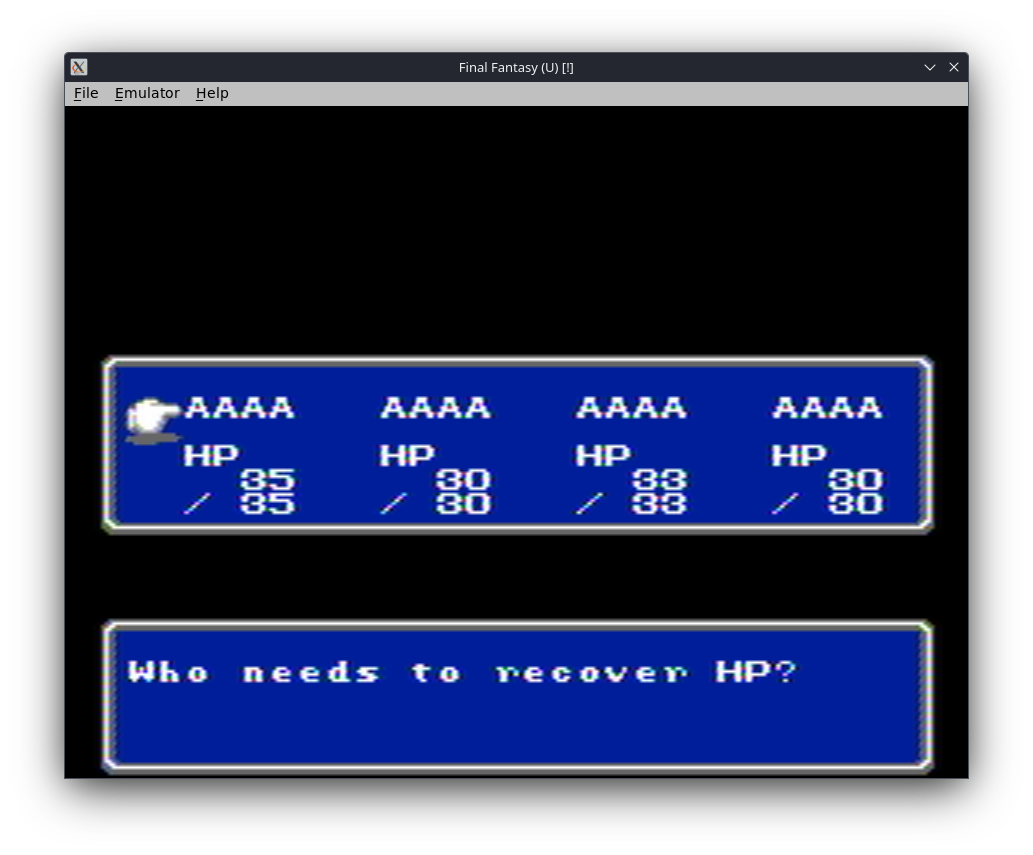 Final Fantasy (U) [!]
File Emulator Help
AAAA AAAA AAAA AAAA
HP HP HP HP
35 30 33 30
/ 35 / 30 / 33 / 30
Who needs to recover HP?